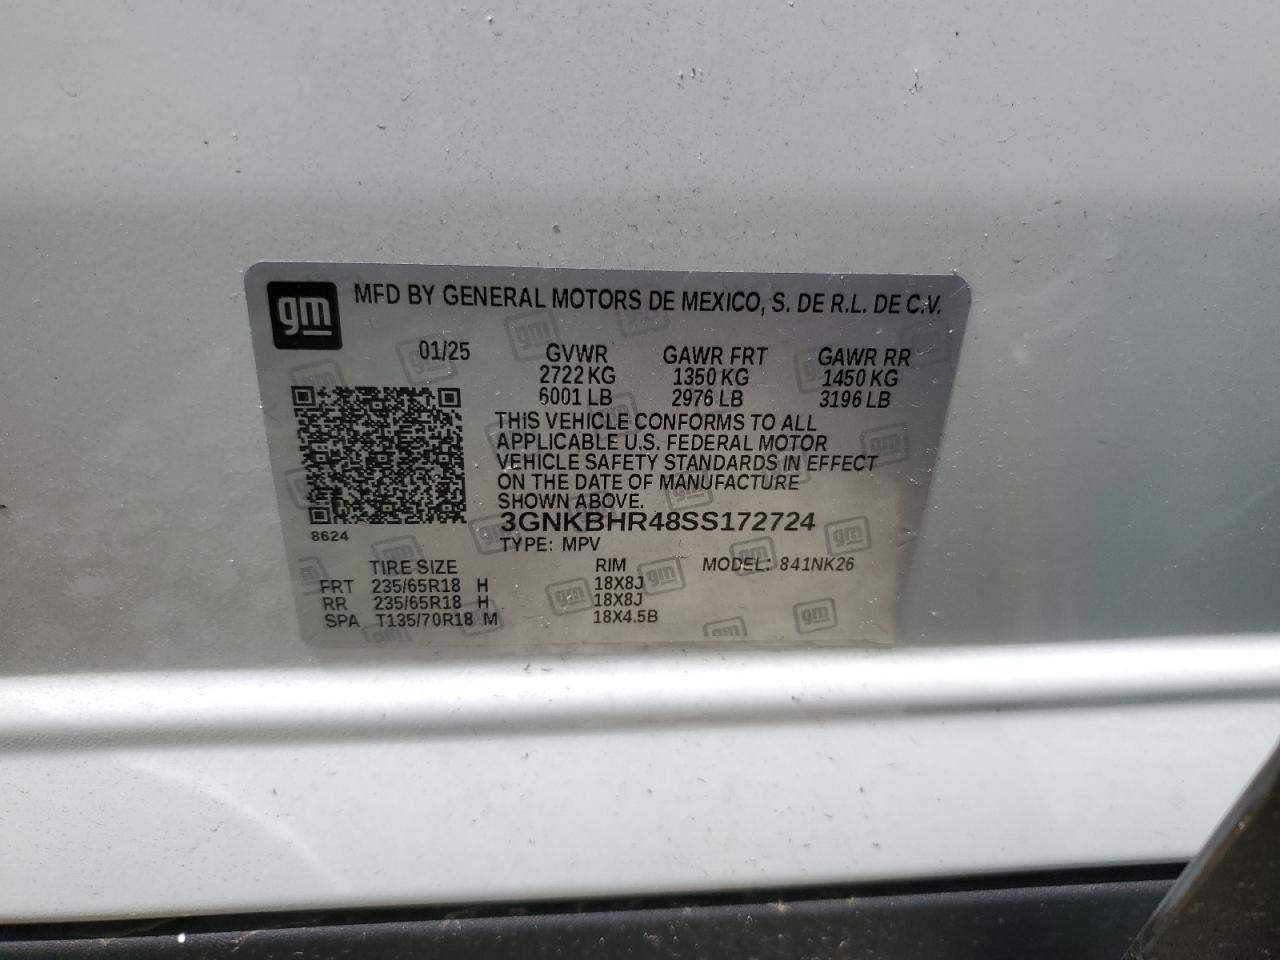 gm MFD BY GENERAL MOTORS DE MEXICO, S. DE R.L. DE C.V.
01/25 GVWR GAWR FRT GAWR RR
2722 KG 1350 KG 1450 KG
6001 LB 2976 LB 3196 LB
THIS VEHICLE CONFORMS TO ALL
APPLICABLE U.S. FEDERAL MOTOR
VEHICLE SAFETY STANDARDS IN EFFECT
ON THE DATE OF MANUFACTURE
SHOWN ABOVE.
3GNKBHR48SS172724
8624 TYPE: MPV
TIRE SIZE RIM MODEL: 841NK26
FRT 235/65R18 H 18X8J
RR 235/65R18 H 18X8J
SPA T135/70R18 M 18X4.5B